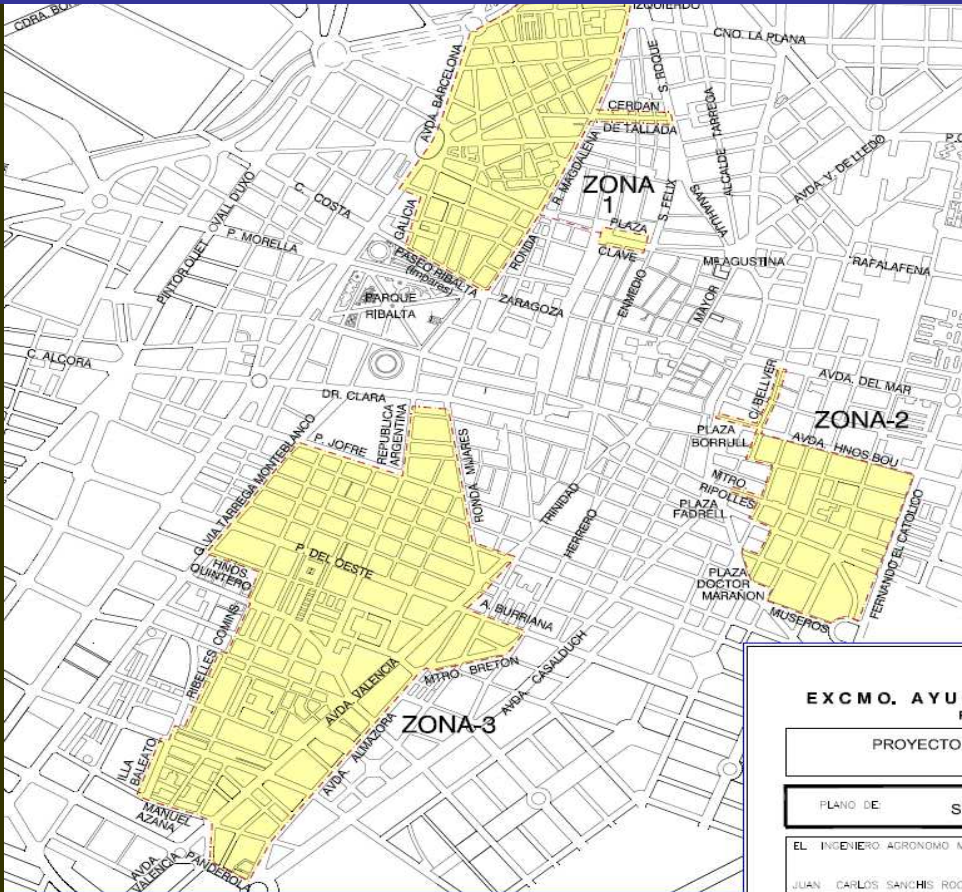 CDRA.
IZQUIERDO
CNO. LA PLANA
AVDA. BARCELONA
S. ROQUE
CERDAN
DE TALLADA
ALCALDE TARREGA
AVDA. V. DE LLEDO
R. MAGDALENA
ZONA
1
S. FELIX
SANAHUJA
VALL D'UXO
C. COSTA
GALICIA
PLAZA
CLAVE
P. MORELLA
PINTOR OLIET
PASEO RIBALTA
(Impares)
RONDA
ENMEDIO
MAYOR
Mª AGUSTINA
RAFALAFENA
PARQUE
RIBALTA
ZARAGOZA
C. ALCORA
DR. CLARA
AVDA. DEL MAR
C/ BELLVER
ZONA-2
PLAZA
BORRULL
AVDA. HNOS BOU
REPUBLICA
ARGENTINA
P. JOFRE
G. VIA TARREGA MONTEBLANCO
RONDA MIJARES
MTRO
RIPOLLES
PLAZA
FADRELL
TRINIDAD
HERRERO
FERNANDO EL CATOLICO
P. DEL OESTE
HNOS.
QUINTERO
PLAZA
DOCTOR
MARAÑON
MUSEROS
A. BURRIANA
RIBELLES COMINS
MTRO BRETON
AVDA. CASALDUCH
AVDA. VALENCIA
ZONA-3
AVDA. ALMAZORA
ILLA
BALEATO
MANUEL
AZAÑA
AVDA.
VALENCIA
PANDEROLA
EXCMO. AYU
PROYECTO
PLANO DE:
S
EL INGENIERO AGRONOMO M
JUAN CARLOS SANCHIS ROC